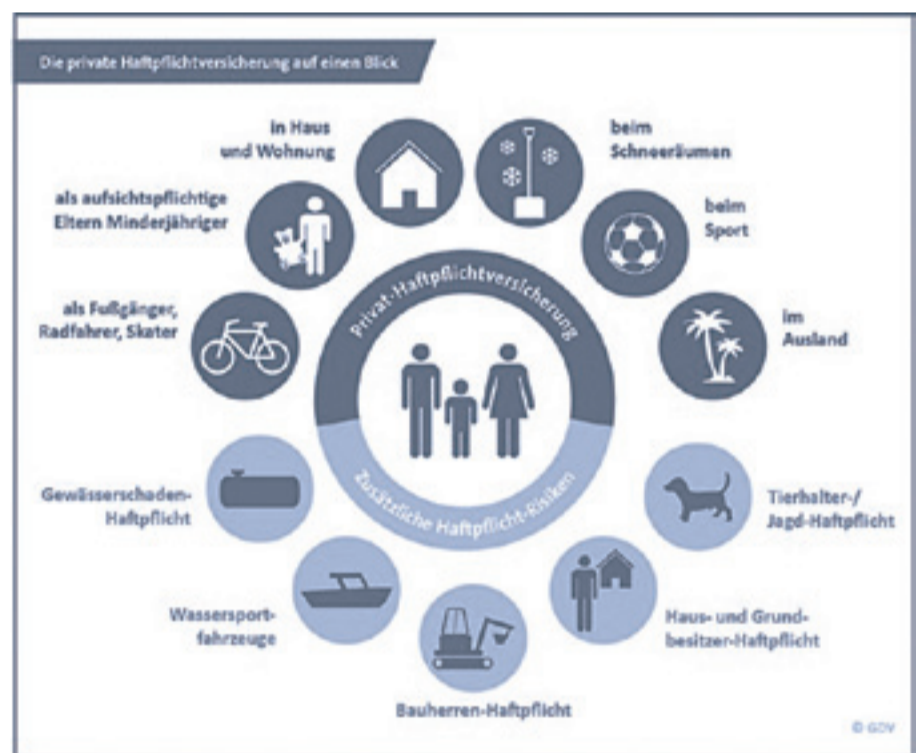 Die private Haftpflichtversicherung auf einen Blick
in Haus
und Wohnung
beim
Schneeräumen
als aufsichtspflichtige
Eltern Minderjähriger
beim
Sport
als Fußgänger,
Radfahrer, Skater
im
Ausland
Privat-Haftpflichtversicherung
Zusätzliche Haftpflicht-Risiken
Gewässerschaden-
Haftpflicht
Tierhalter-/
Jagd-Haftpflicht
Wassersport-
fahrzeuge
Haus- und Grund-
besitzer-Haftpflicht
Bauherren-Haftpflicht
© GDV